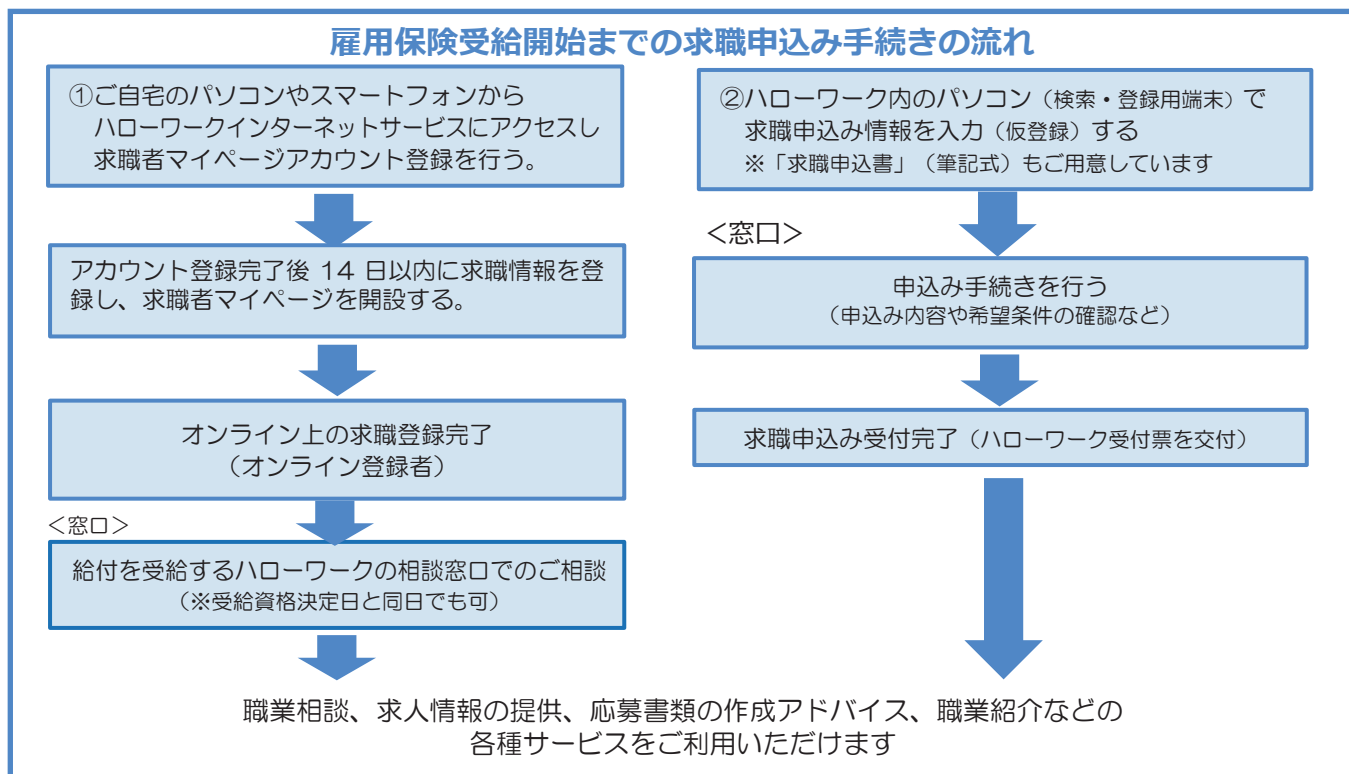 雇用保険受給開始までの求職申込み手続きの流れ
①ご自宅のパソコンやスマートフォンから
ハローワークインターネットサービスにアクセスし
求職者マイページアカウント登録を行う。
アカウント登録完了後 14 日以内に求職情報を登
録し、求職者マイページを開設する。
オンライン上の求職登録完了
（オンライン登録者）
＜窓口＞
給付を受給するハローワークの相談窓口でのご相談
（※受給資格決定日と同日でも可）
②ハローワーク内のパソコン（検索・登録用端末）で
求職申込み情報を入力（仮登録）する
※「求職申込書」（筆記式）もご用意しています
＜窓口＞
申込み手続きを行う
（申込み内容や希望条件の確認など）
求職申込み受付完了（ハローワーク受付票を交付）
職業相談、求人情報の提供、応募書類の作成アドバイス、職業紹介などの
各種サービスをご利用いただけます